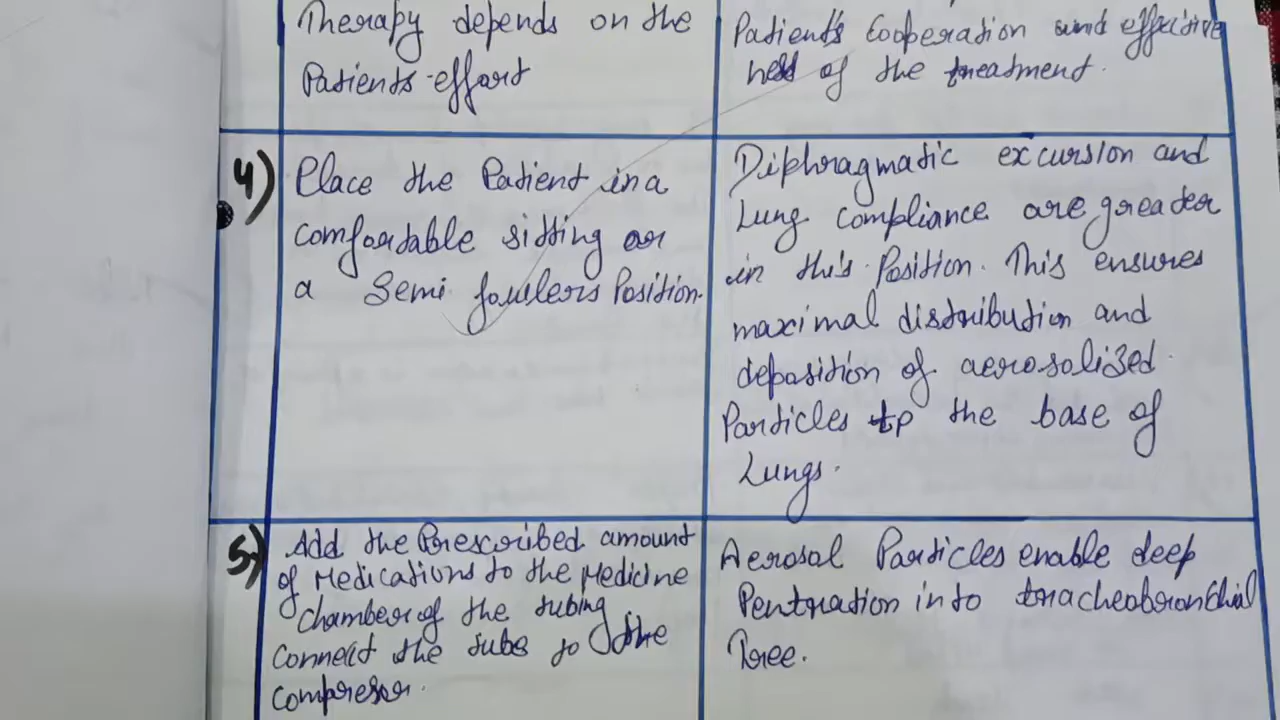 Therapy depends on the
Patients effort
Patient's Cooperation and effective
ness of the treatment.
4)
Place the Patient in a
comfortable sitting or
a Semi fowlers Position.
Diphragmatic excursion and
Lung compliance are greater
in this Position. This ensures
maximal distribution and
deposition of aerosolized
Particles to the base of
Lungs.
5)
Add the Prescribed amount
of Medications to the Medicine
Chamber of the tubing
Connect the tube to the
Compresor.
Aerosol Particles enable deep
Pentration into tracheobronchial
Tree.